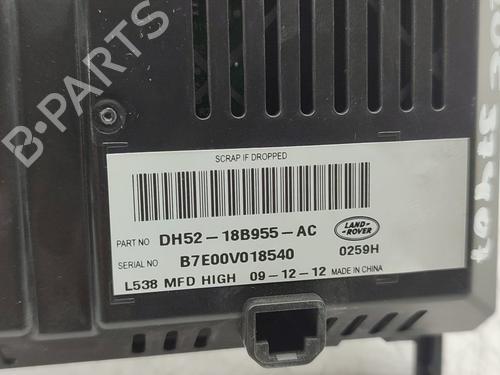 B-Parts
SCRAP IF DROPPED
PART NO DH52-18B955-AC
LAND-ROVER
SERIAL NO B7E00V018540
0259H
L538 MFD HIGH 09-12-12 MADE IN CHINA